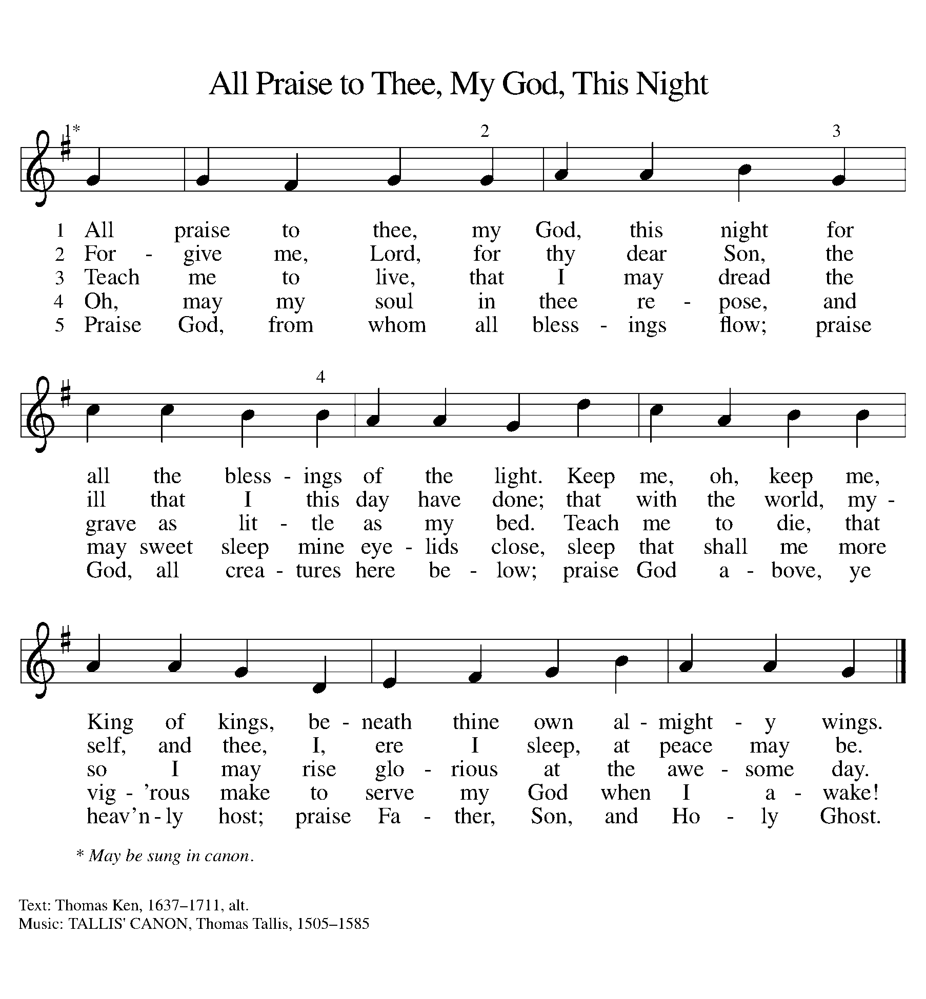 All Praise to Thee, My God, This Night
1* 2 3
1 All praise to thee, my God, this night for
2 For - give me, Lord, for thy dear Son, the
3 Teach me to live, that I may dread the
4 Oh, may my soul in thee re - pose, and
5 Praise God, from whom all bless - ings flow; praise
4
all the bless - ings of the light. Keep me, oh, keep me,
ill that I this day have done; that with the world, my -
grave as lit - tle as my bed. Teach me to die, that
may sweet sleep mine eye - lids close, sleep that shall me more
God, all crea - tures here be - low; praise God a - bove, ye
King of kings, be - neath thine own al - might - y wings.
self, and thee, I, ere I sleep, at peace may be.
so I may rise glo - rious at the awe - some day.
vig - ’rous make to serve my God when I a - wake!
heav’n - ly host; praise Fa - ther, Son, and Ho - ly Ghost.
* May be sung in canon.
Text: Thomas Ken, 1637–1711, alt.
Music: TALLIS' CANON, Thomas Tallis, 1505–1585